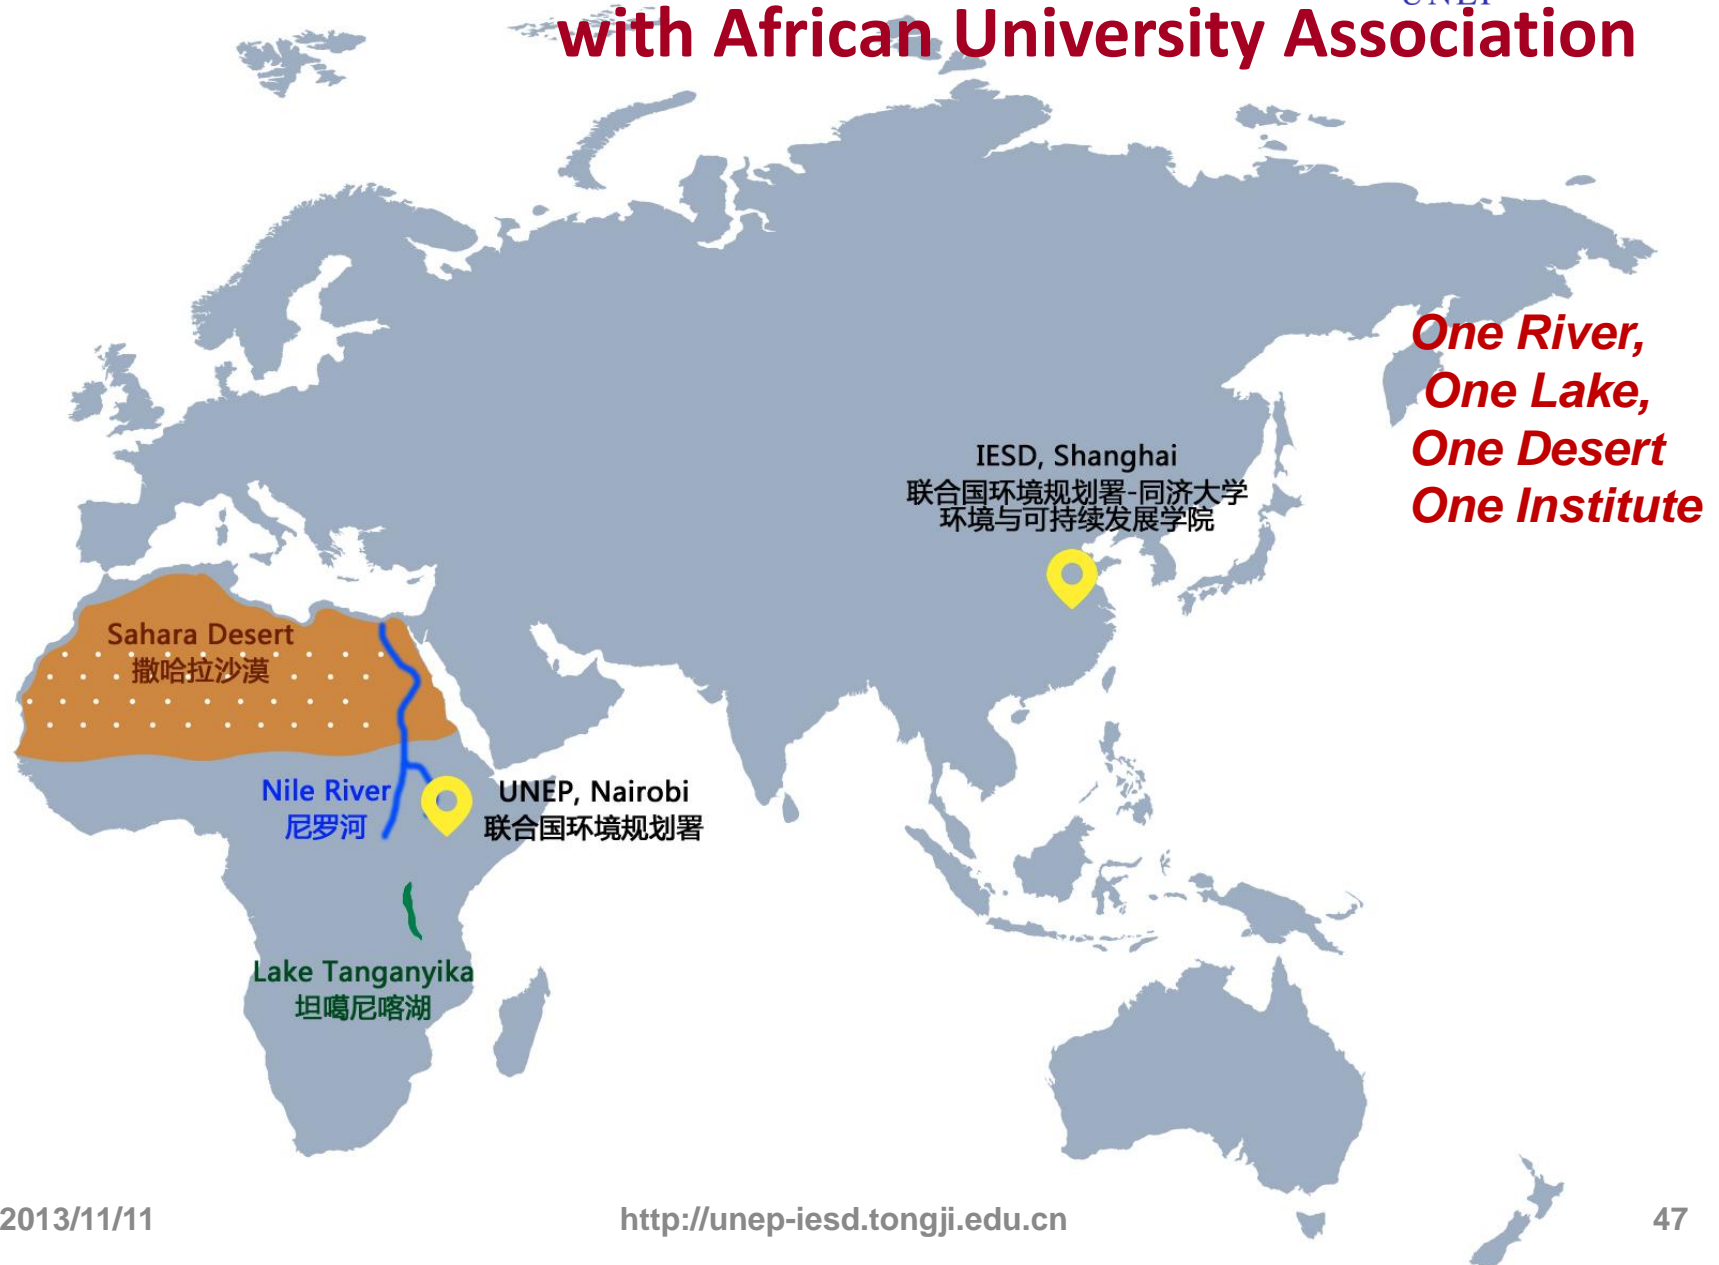 UNEP
with African University Association
One River,
One Lake,
One Desert
One Institute
IESD, Shanghai
联合国环境规划署-同济大学
环境与可持续发展学院
Sahara Desert
撒哈拉沙漠
Nile River
尼罗河
UNEP, Nairobi
联合国环境规划署
Lake Tanganyika
坦噶尼喀湖
2013/11/11
http://unep-iesd.tongji.edu.cn
47